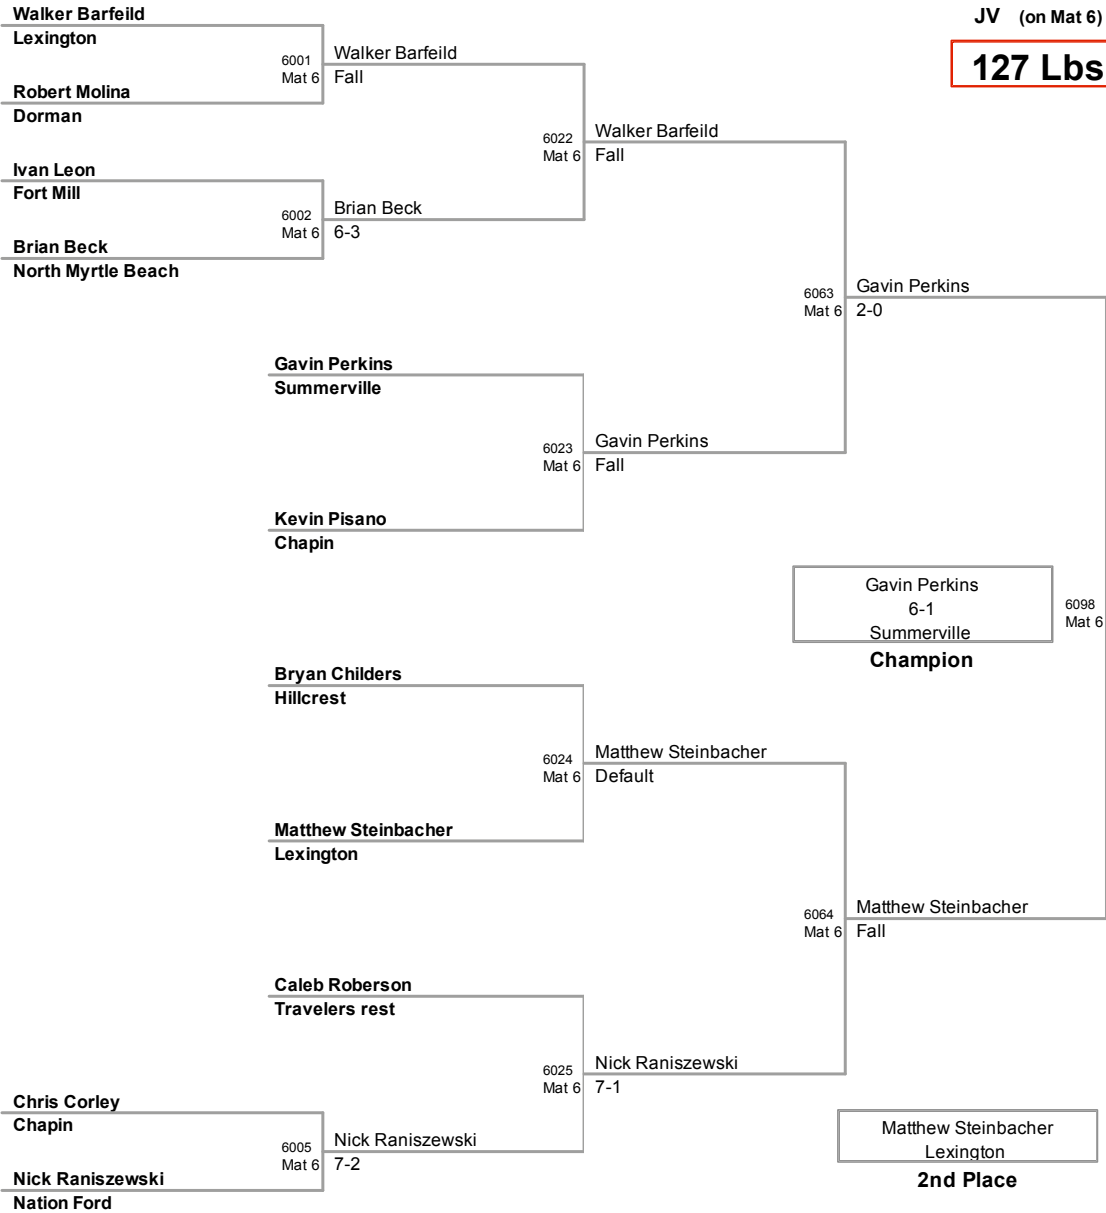 Walker Barfeild
Lexington
JV (on Mat 6)
127 Lbs
6001
Mat 6
Walker Barfeild
Fall
Robert Molina
Dorman
6022
Mat 6
Walker Barfeild
Fall
Ivan Leon
Fort Mill
6002
Mat 6
Brian Beck
6-3
Brian Beck
North Myrtle Beach
6063
Mat 6
Gavin Perkins
2-0
Gavin Perkins
Summerville
6023
Mat 6
Gavin Perkins
Fall
Kevin Pisano
Chapin
Gavin Perkins
6-1
Summerville
Champion
6098
Mat 6
Bryan Childers
Hillcrest
6024
Mat 6
Matthew Steinbacher
Default
Matthew Steinbacher
Lexington
6064
Mat 6
Matthew Steinbacher
Fall
Caleb Roberson
Travelers rest
6025
Mat 6
Nick Raniszewski
7-1
Chris Corley
Chapin
6005
Mat 6
Nick Raniszewski
7-2
Nick Raniszewski
Nation Ford
Matthew Steinbacher
Lexington
2nd Place